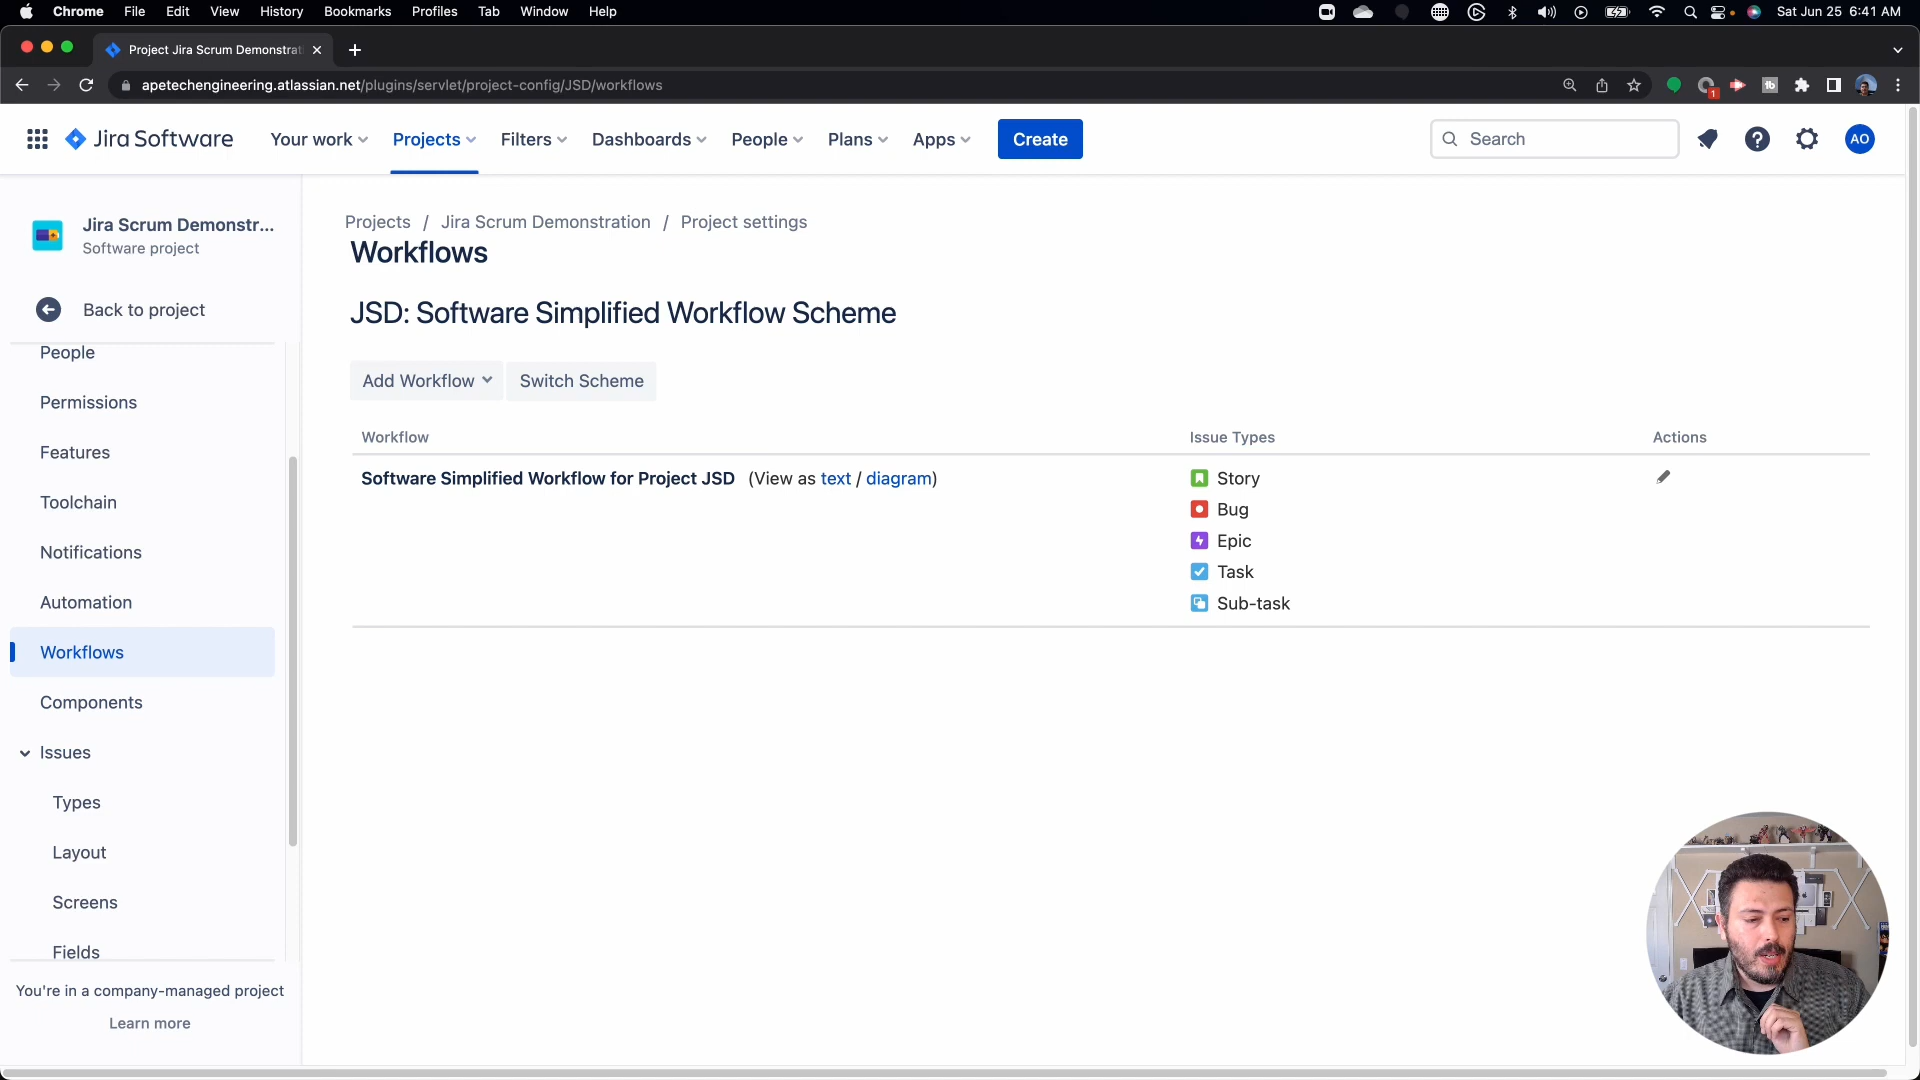 Chrome File Edit View History Bookmarks Profiles Tab Window Help Sat Jun 25 6:41 AM
Project Jira Scrum Demonstrati
apetechengineering.atlassian.net/plugins/servlet/project-config/JSD/workflows
1
tb
Jira Software Your work Projects Filters Dashboards People Plans Apps Create Search AO
Jira Scrum Demonstr...
Software project
Back to project
People
Permissions
Features
Toolchain
Notifications
Automation
Workflows
Components
Issues
Types
Layout
Screens
Fields
You're in a company-managed project
Learn more
Projects / Jira Scrum Demonstration / Project settings
Workflows
JSD: Software Simplified Workflow Scheme
Add Workflow Switch Scheme
Workflow Issue Types Actions
Software Simplified Workflow for Project JSD (View as text / diagram)
Story
Bug
Epic
Task
Sub-task